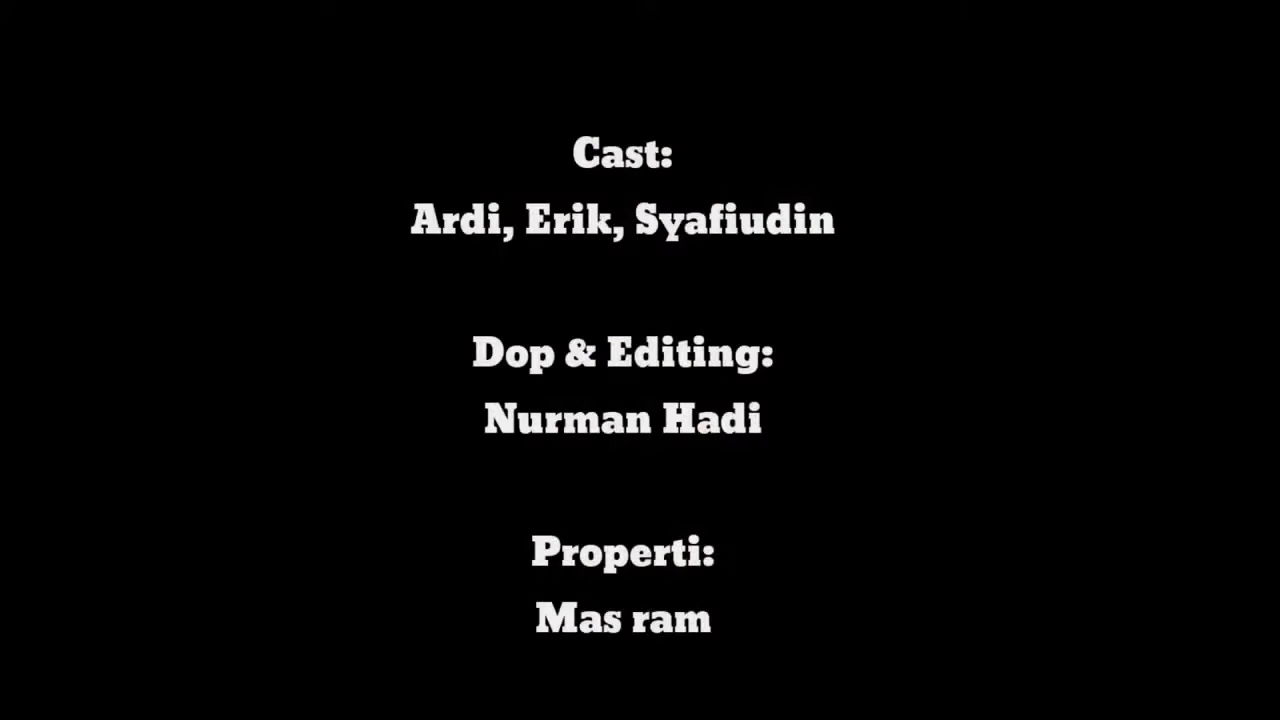 Cast:
Ardi, Erik, Syafiudin
Dop & Editing:
Nurman Hadi
Properti:
Mas ram